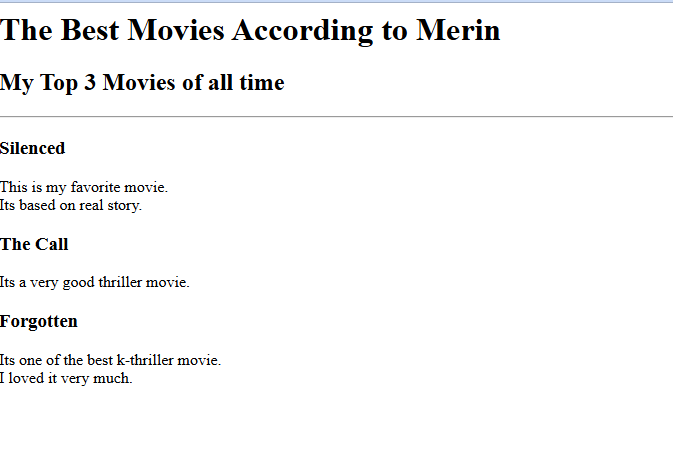 The Best Movies According to Merin
My Top 3 Movies of all time
Silenced
This is my favorite movie.
Its based on real story.
The Call
Its a very good thriller movie.
Forgotten
Its one of the best k-thriller movie.
I loved it very much.